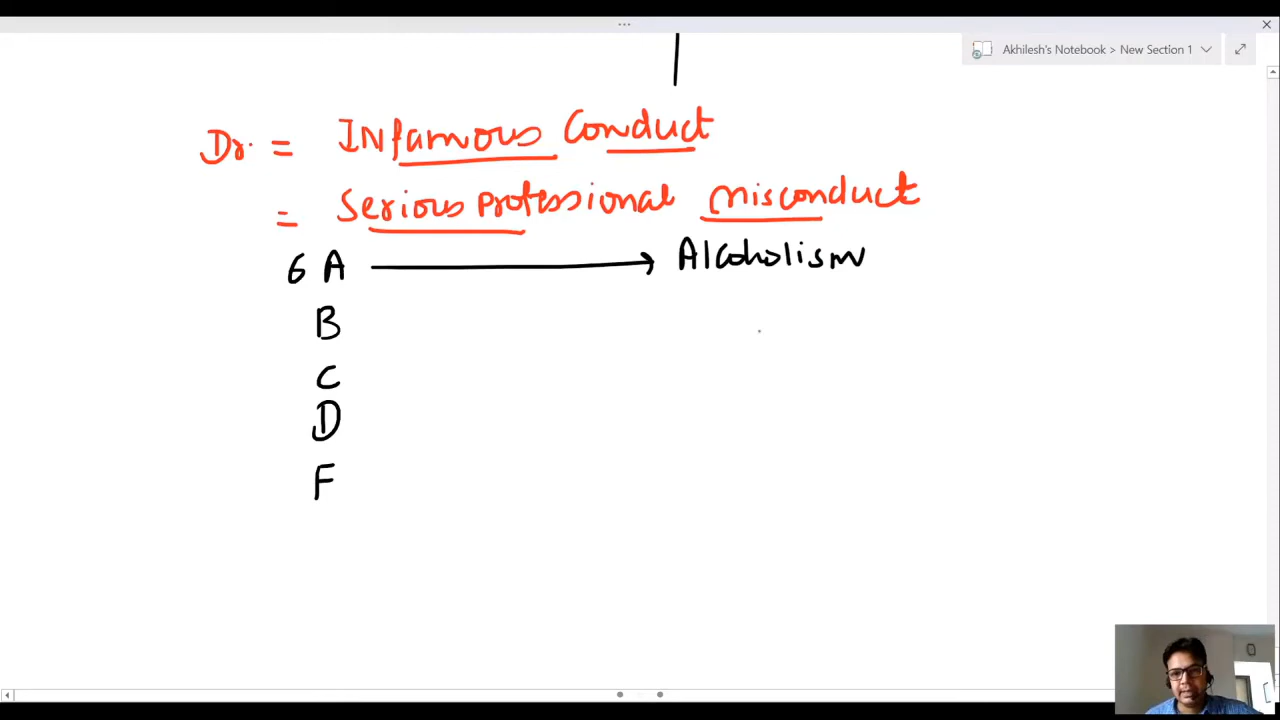 Akhilesh's Notebook > New Section 1
Dr. = Infamous Conduct
= Serious professional misconduct
6 A → Alcoholism
B
C
D
F